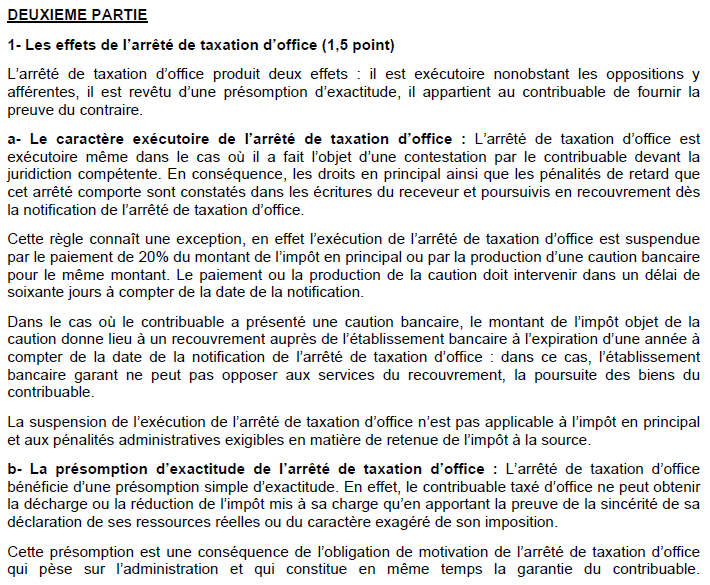 DEUXIEME PARTIE
1- Les effets de l’arrêté de taxation d’office (1,5 point)
L’arrêté de taxation d’office produit deux effets : il est exécutoire nonobstant les oppositions y
afférentes, il est revêtu d’une présomption d’exactitude, il appartient au contribuable de fournir la
preuve du contraire.
a- Le caractère exécutoire de l’arrêté de taxation d’office : L’arrêté de taxation d’office est
exécutoire même dans le cas où il a fait l’objet d’une contestation par le contribuable devant la
juridiction compétente. En conséquence, les droits en principal ainsi que les pénalités de retard que
cet arrêté comporte sont constatés dans les écritures du receveur et poursuivis en recouvrement dès
la notification de l’arrêté de taxation d’office.
Cette règle connaît une exception, en effet l’exécution de l’arrêté de taxation d’office est suspendue
par le paiement de 20% du montant de l’impôt en principal ou par la production d’une caution bancaire
pour le même montant. Le paiement ou la production de la caution doit intervenir dans un délai de
soixante jours à compter de la date de la notification.
Dans le cas où le contribuable a présenté une caution bancaire, le montant de l’impôt objet de la
caution donne lieu à un recouvrement auprès de l’établissement bancaire à l’expiration d’une année à
compter de la date de la notification de l’arrêté de taxation d’office : dans ce cas, l’établissement
bancaire garant ne peut pas opposer aux services du recouvrement, la poursuite des biens du
contribuable.
La suspension de l’exécution de l’arrêté de taxation d’office n’est pas applicable à l’impôt en principal
et aux pénalités administratives exigibles en matière de retenue de l’impôt à la source.
b- La présomption d’exactitude de l’arrêté de taxation d’office : L’arrêté de taxation d’office
bénéficie d’une présomption simple d’exactitude. En effet, le contribuable taxé d’office ne peut obtenir
la décharge ou la réduction de l’impôt mis à sa charge qu’en apportant la preuve de la sincérité de sa
déclaration de ses ressources réelles ou du caractère exagéré de son imposition.
Cette présomption est une conséquence de l’obligation de motivation de l’arrêté de taxation d’office
qui pèse sur l’administration et qui constitue en même temps la garantie du contribuable.